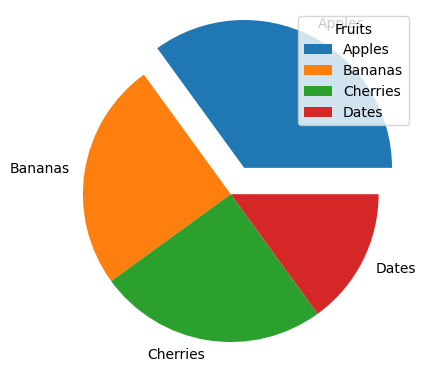 Apples
Fruits
Apples
Bananas
Cherries
Dates
Bananas
Dates
Cherries